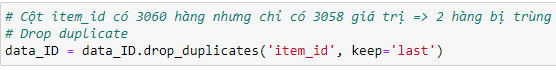 # Cột item_id có 3060 hàng nhưng chỉ có 3058 giá trị => 2 hàng bị trùng
# Drop duplicate
data_ID = data_ID.drop_duplicates('item_id', keep='last')